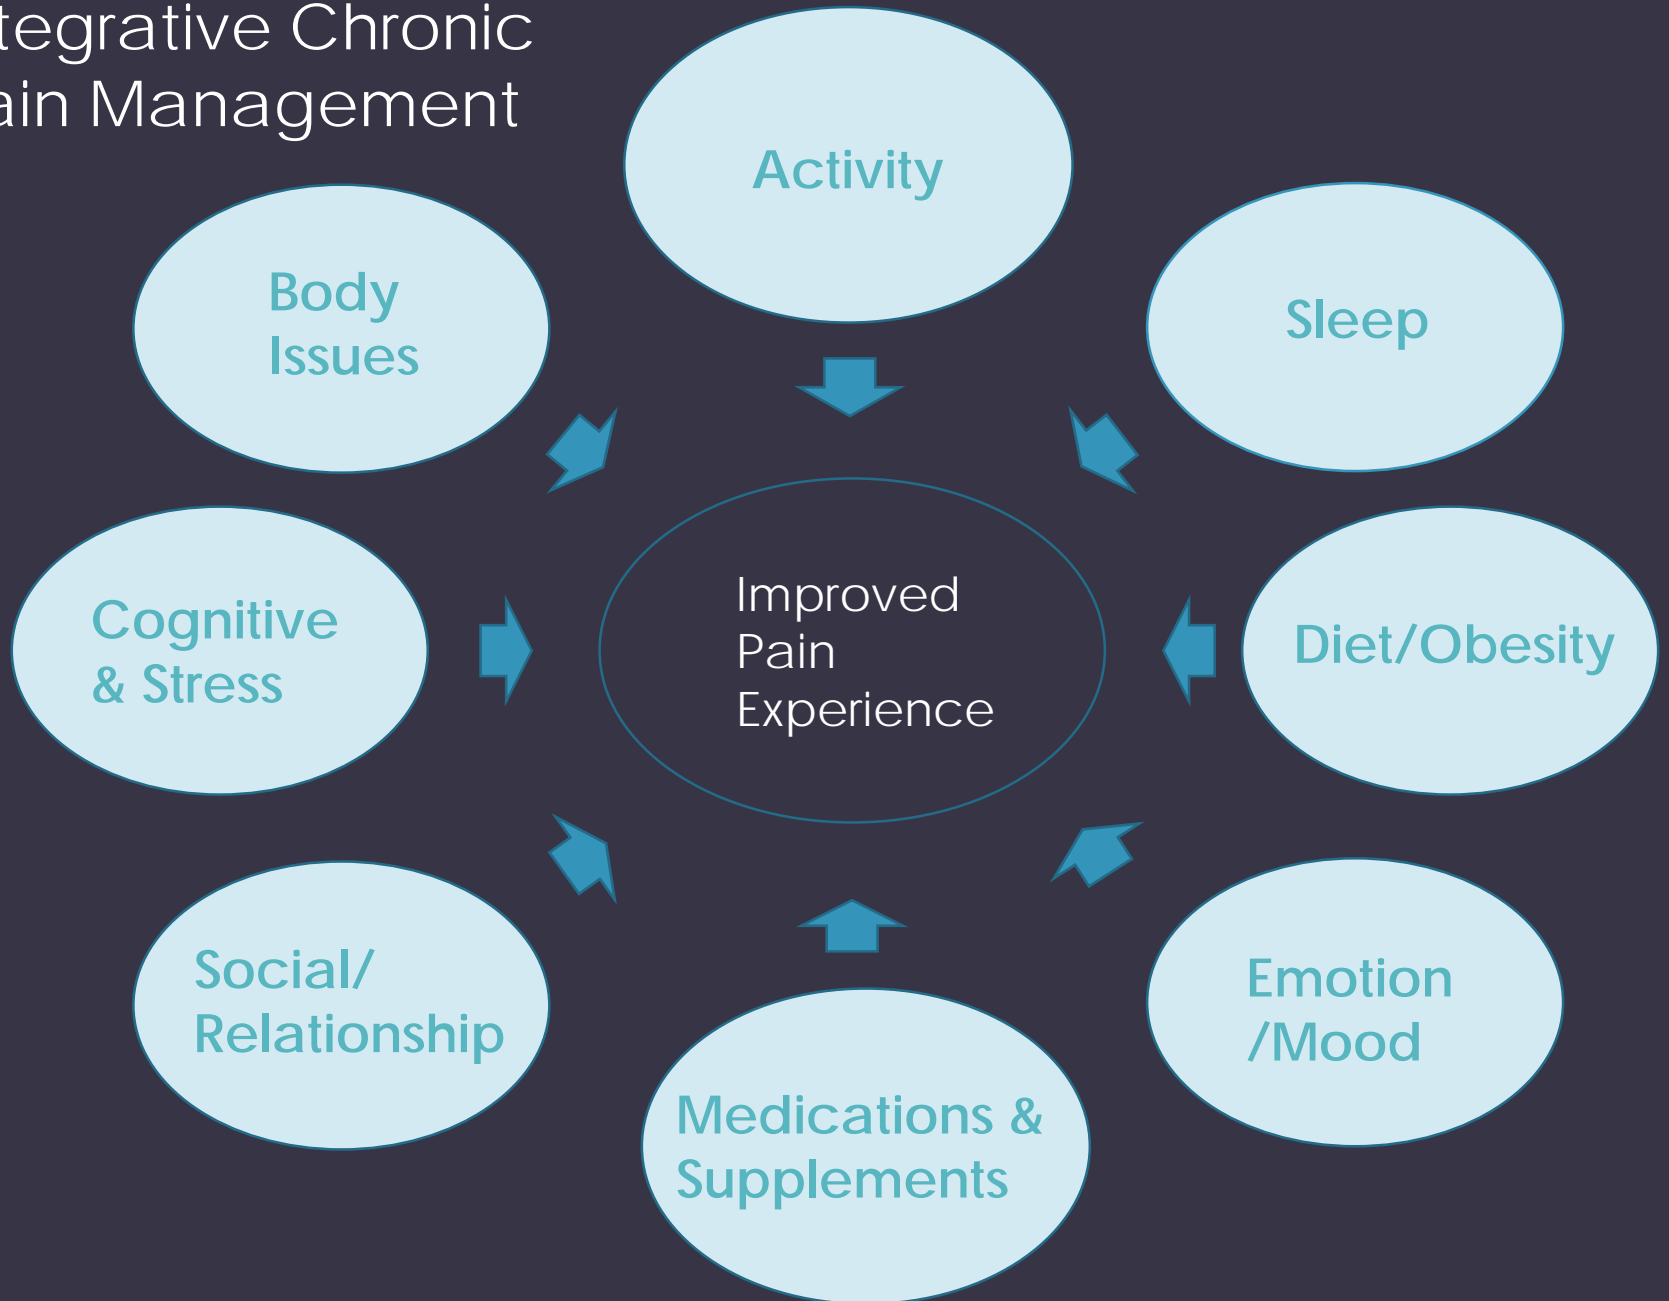 tegrative Chronic
ain Management
Activity
Body
Issues
Sleep
Cognitive
& Stress
Improved
Pain
Experience
Diet/Obesity
Social/
Relationship
Emotion
/Mood
Medications &
Supplements